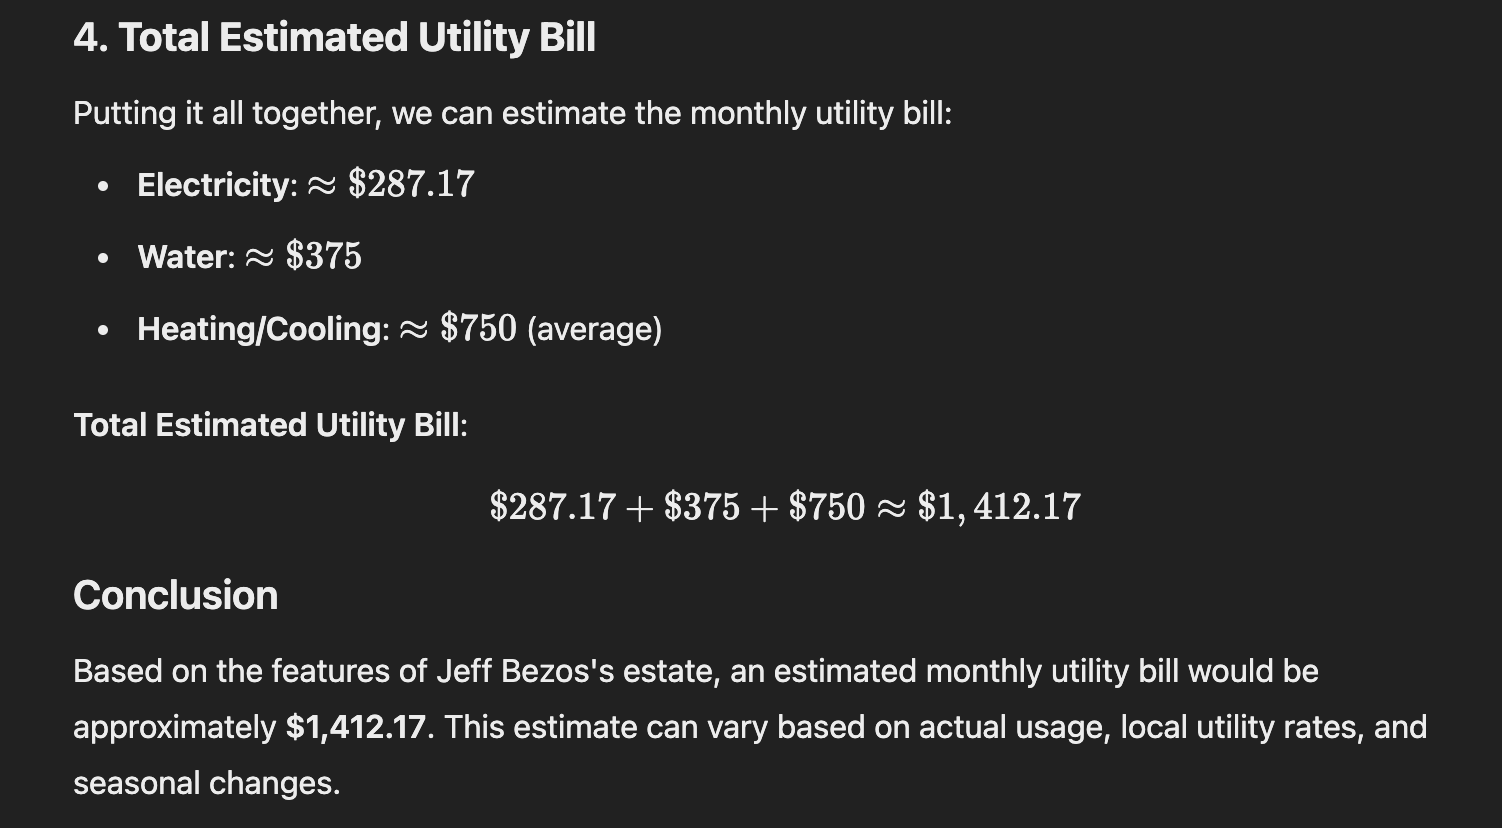 4. Total Estimated Utility Bill
Putting it all together, we can estimate the monthly utility bill:
• Electricity: ≈ $287.17
• Water: ≈ $375
• Heating/Cooling: ≈ $750 (average)
Total Estimated Utility Bill:
$287.17 + $375 + $750 ≈ $1, 412.17
Conclusion
Based on the features of Jeff Bezos's estate, an estimated monthly utility bill would be
approximately $1,412.17. This estimate can vary based on actual usage, local utility rates, and
seasonal changes.